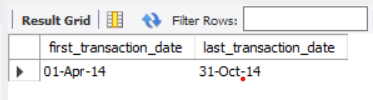 Result Grid Filter Rows:
first_transaction_date last_transaction_date
01-Apr-14 31-Oct-14